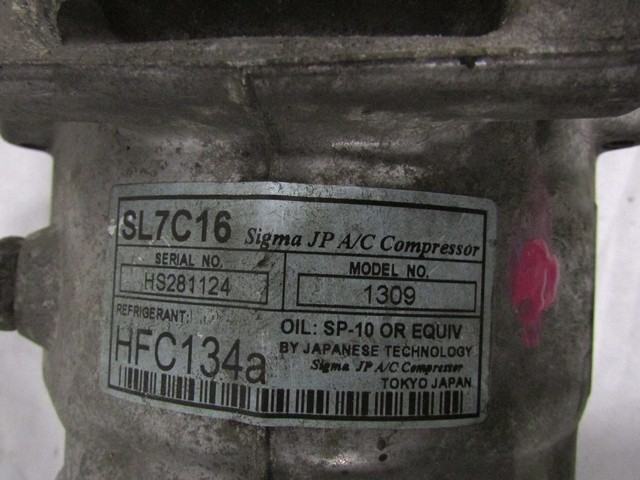 SL7C16 Sigma JP A/C Compressor
SERIAL NO.
HS281124
MODEL NO.
1309
REFRIGERANT:
HFC134a
OIL: SP-10 OR EQUIV
BY JAPANESE TECHNOLOGY
Sigma JP A/C Compressor
TOKYO JAPAN